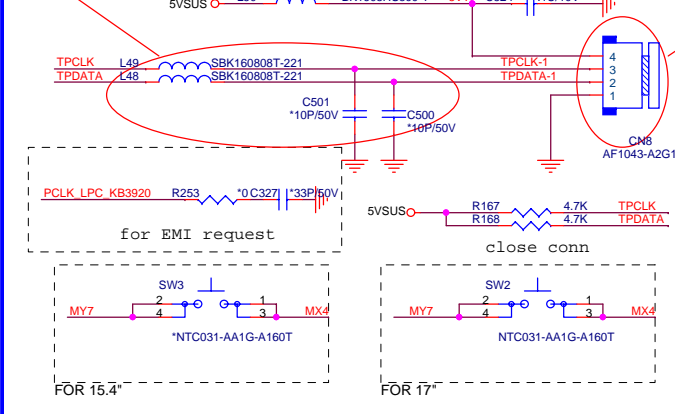 5VSUS
TPCLK L49 SBK160808T-221 TPCLK-1 4
3
TPDATA L48 SBK160808T-221 TPDATA-1 2
1
C501 *10P/50V
C500 *10P/50V
CN8
AF1043-A2G1
PCLK_LPC_KB3920 R253 *0 C327 *33P/50V
for EMI request
5VSUS R167 4.7K TPCLK
R168 4.7K TPDATA
close conn
SW3
2 1
MY7 4 3 MX4
*NTC031-AA1G-A160T
FOR 15.4"
SW2
2 1
MY7 4 3 MX4
NTC031-AA1G-A160T
FOR 17"